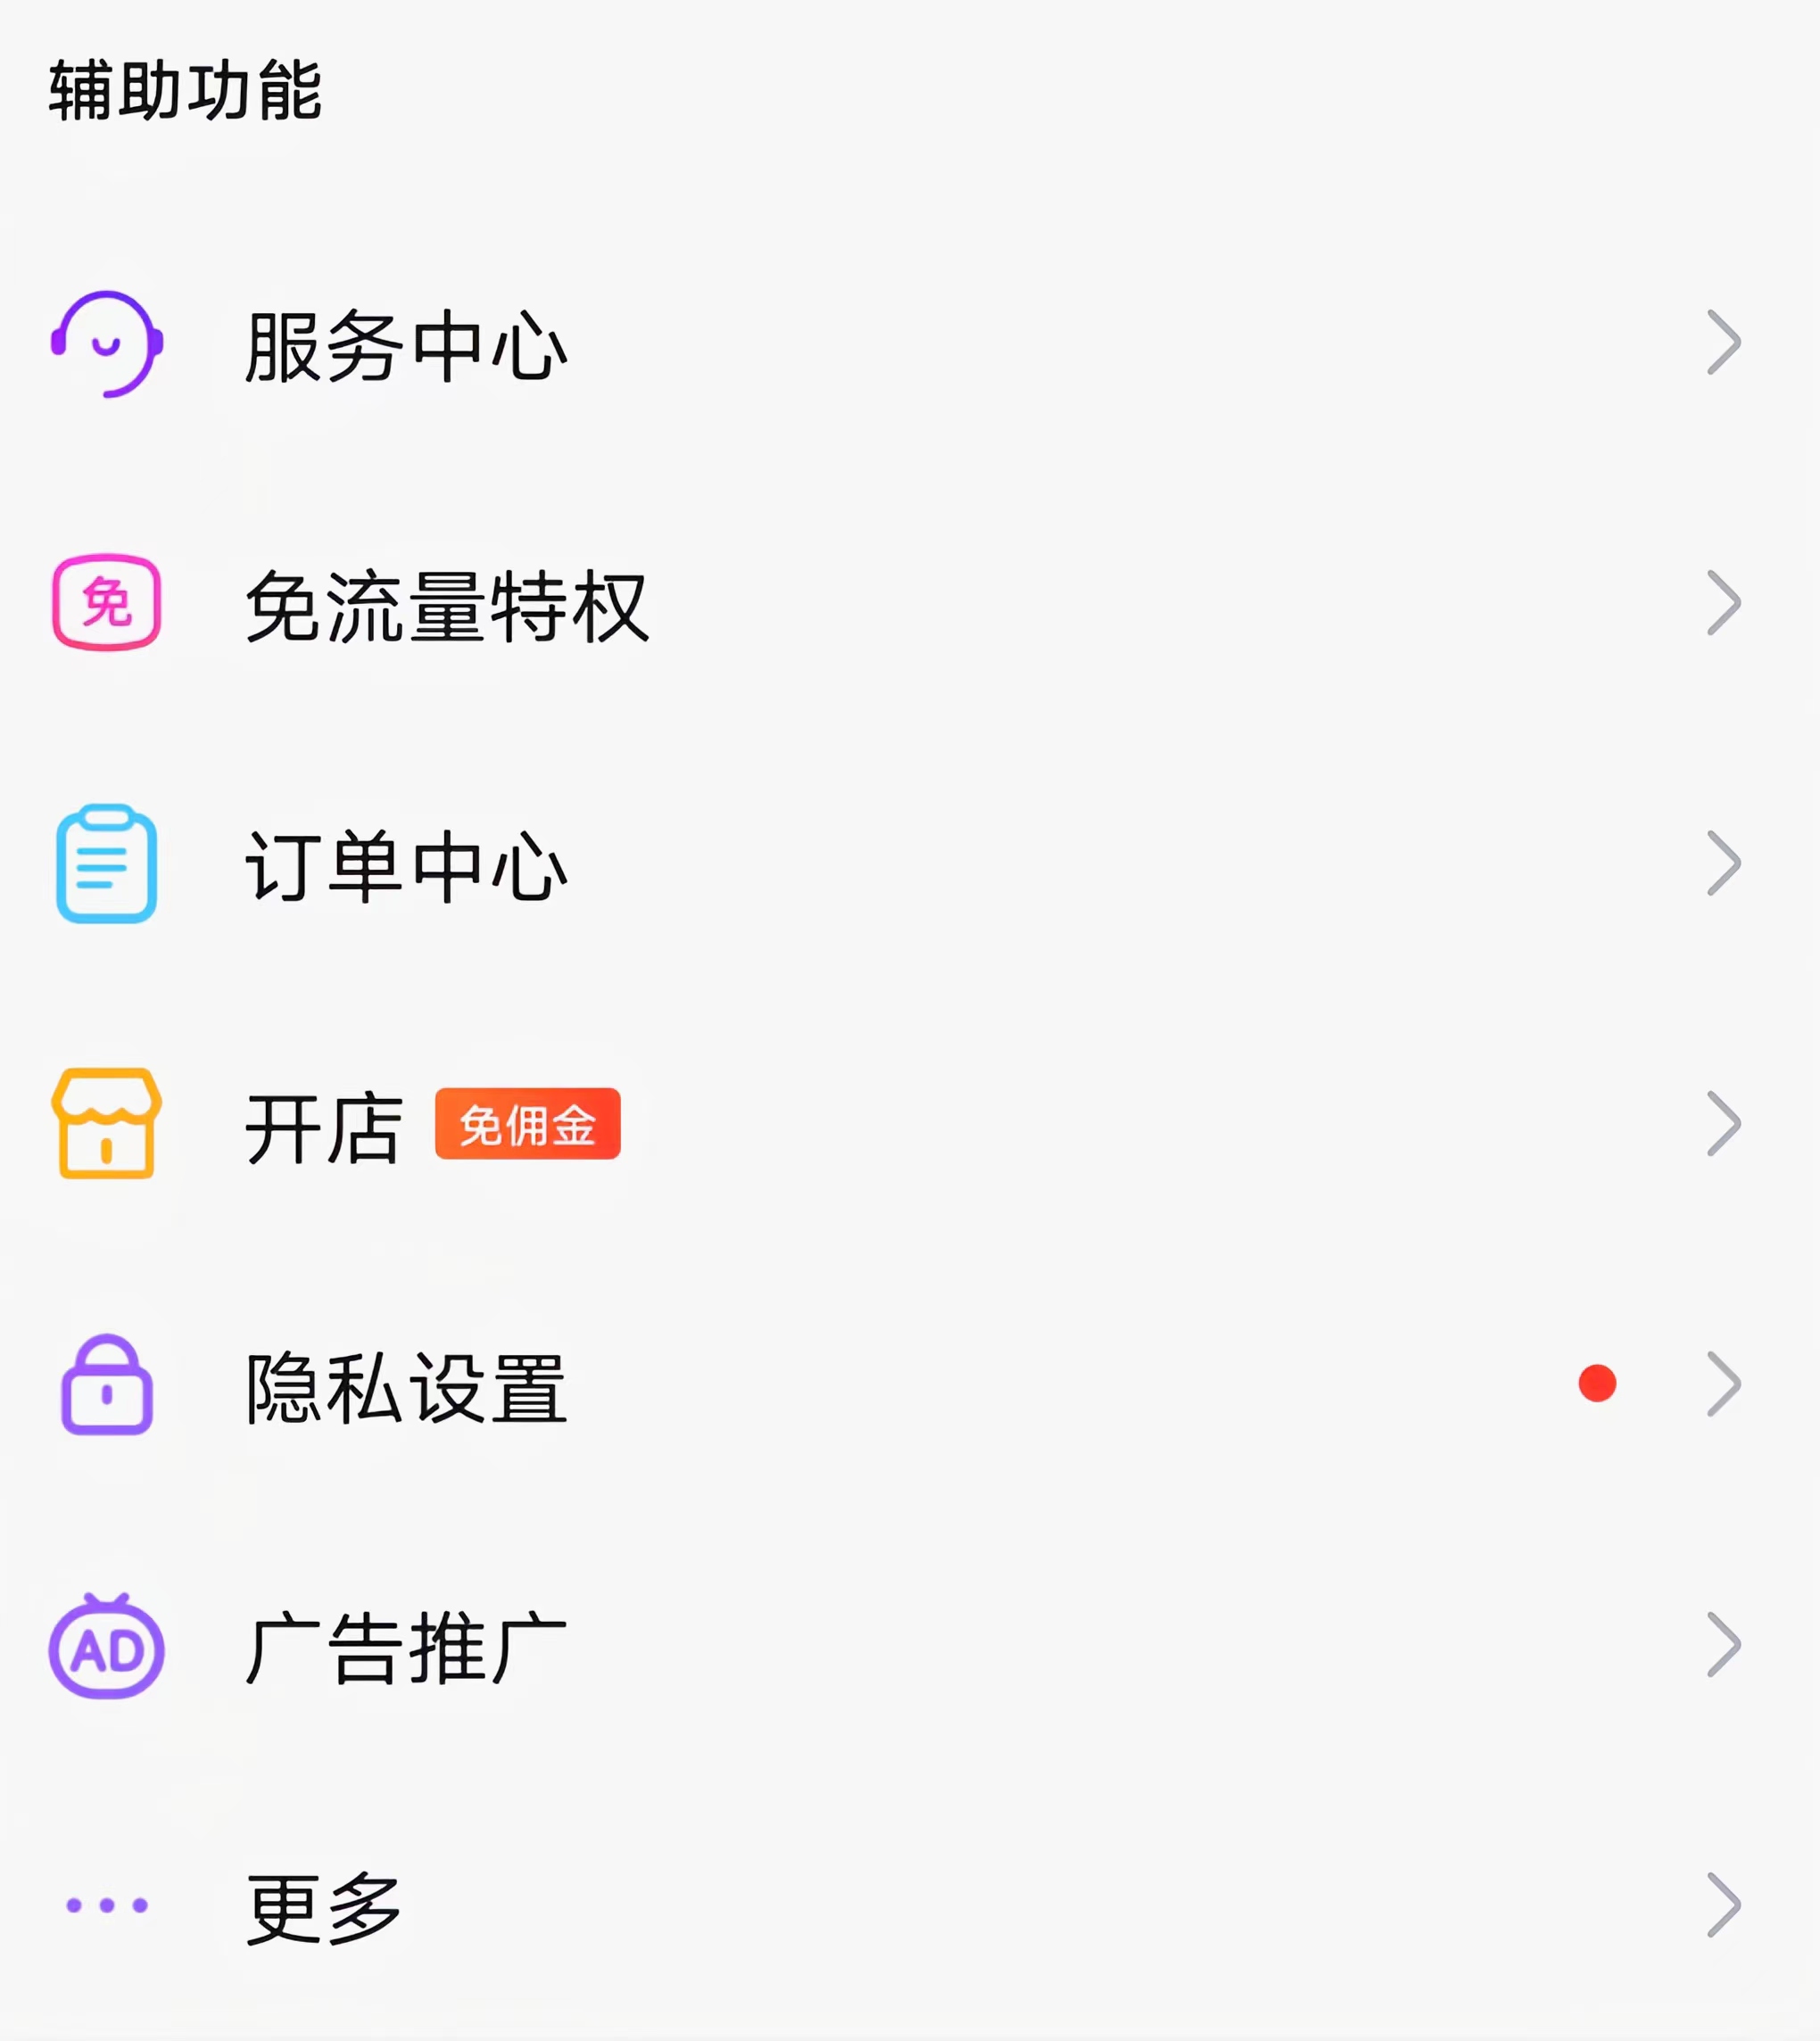 辅助功能
服务中心
免 免流量特权
订单中心
开店 免佣金
隐私设置
AD 广告推广
更多